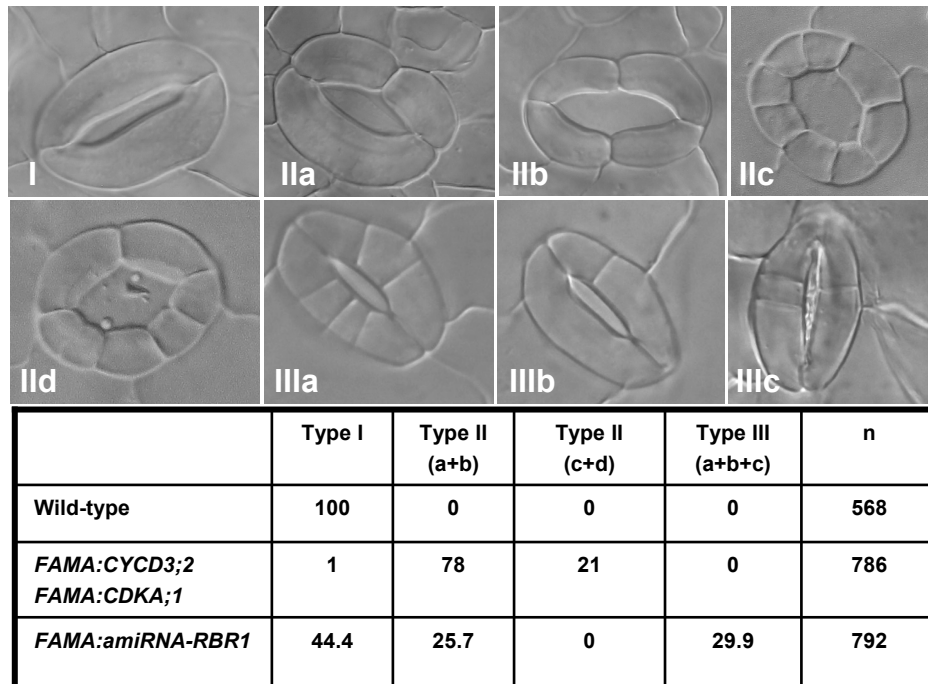 I IIa IIb IIc
IId IIIa IIIb IIIc
Type I Type II Type II Type III n
(a+b) (c+d) (a+b+c)
Wild-type 100 0 0 0 568
FAMA:CYCD3;2 1 78 21 0 786
FAMA:CDKA;1
FAMA:amiRNA-RBR1 44.4 25.7 0 29.9 792